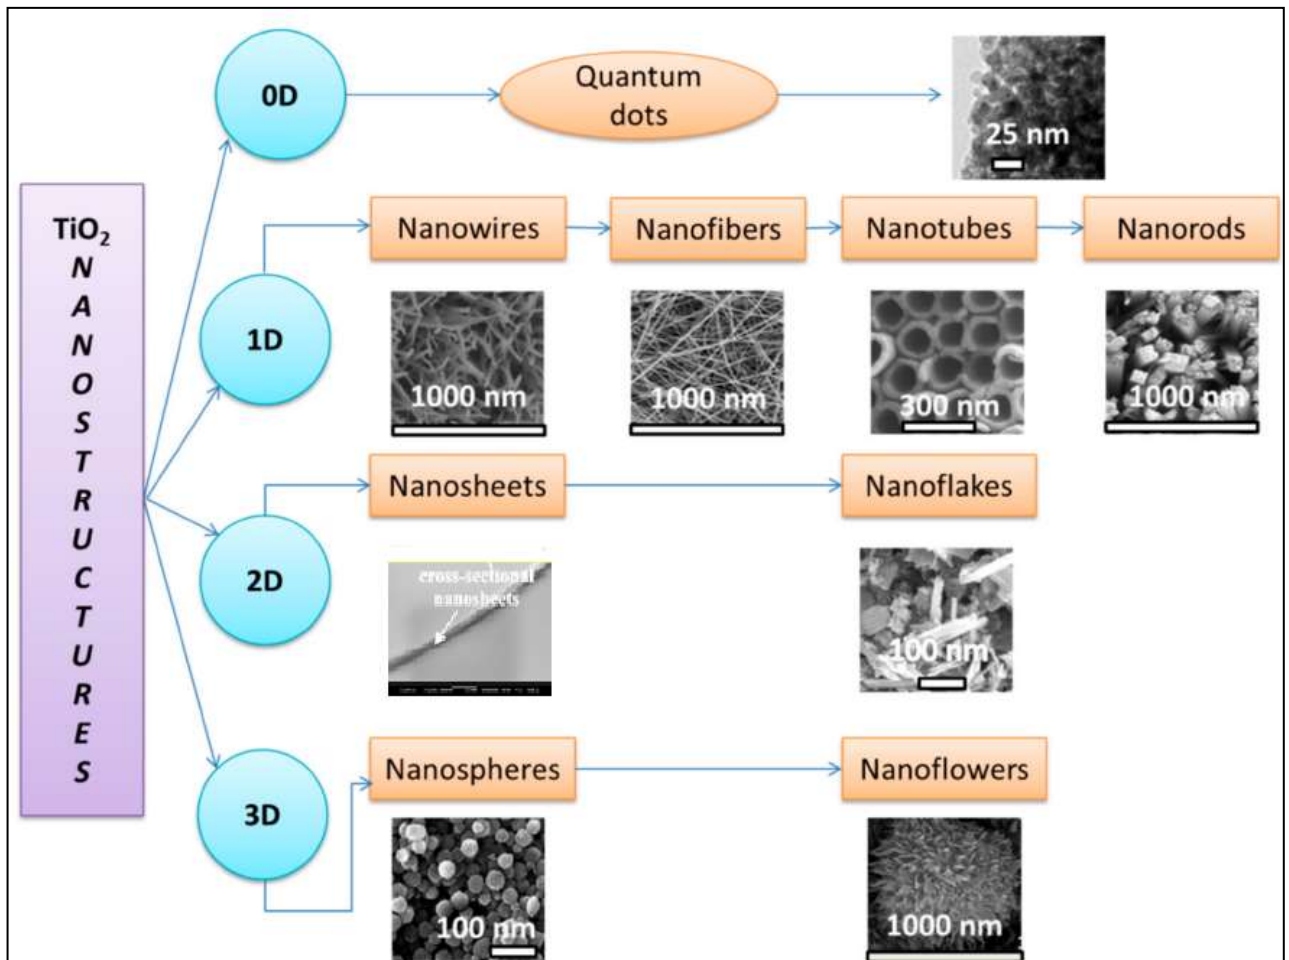 TiO₂
N
A
N
O
S
T
R
U
C
T
U
R
E
S
0D
Quantum
dots
25 nm
1D
Nanowires
Nanofibers
Nanotubes
Nanorods
1000 nm
1000 nm
300 nm
1000 nm
2D
Nanosheets
Nanoflakes
cross-sectional
nanosheets
100 nm
3D
Nanospheres
Nanoflowers
100 nm
1000 nm